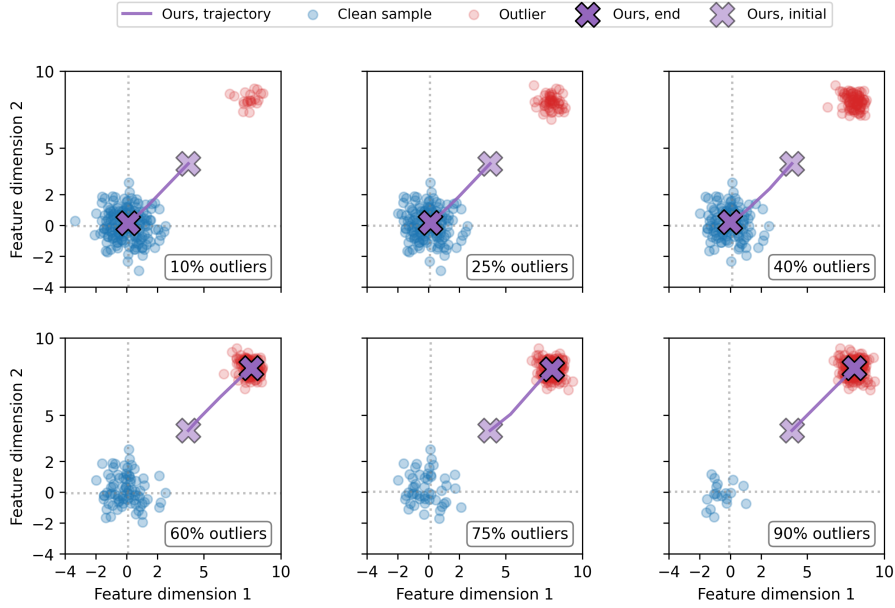 Ours, trajectory Clean sample Outlier Ours, end Ours, initial
Feature dimension 2
10
5
2
0
−2
−4
10% outliers
25% outliers
40% outliers
Feature dimension 2
10
5
2
0
−2
−4
60% outliers
75% outliers
90% outliers
−4 −2 0 2 5 10
−4 −2 0 2 5 10
−4 −2 0 2 5 10
Feature dimension 1
Feature dimension 1
Feature dimension 1